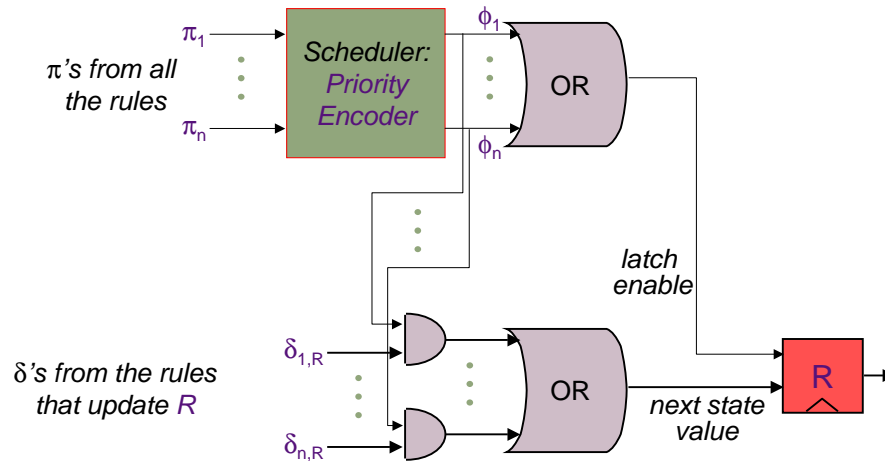 π1
π's from all
the rules
πn
Scheduler:
Priority
Encoder
ϕ1
ϕn
OR
latch
enable
δ1,R
δ's from the rules
that update R
δn,R
OR
next state
value
R